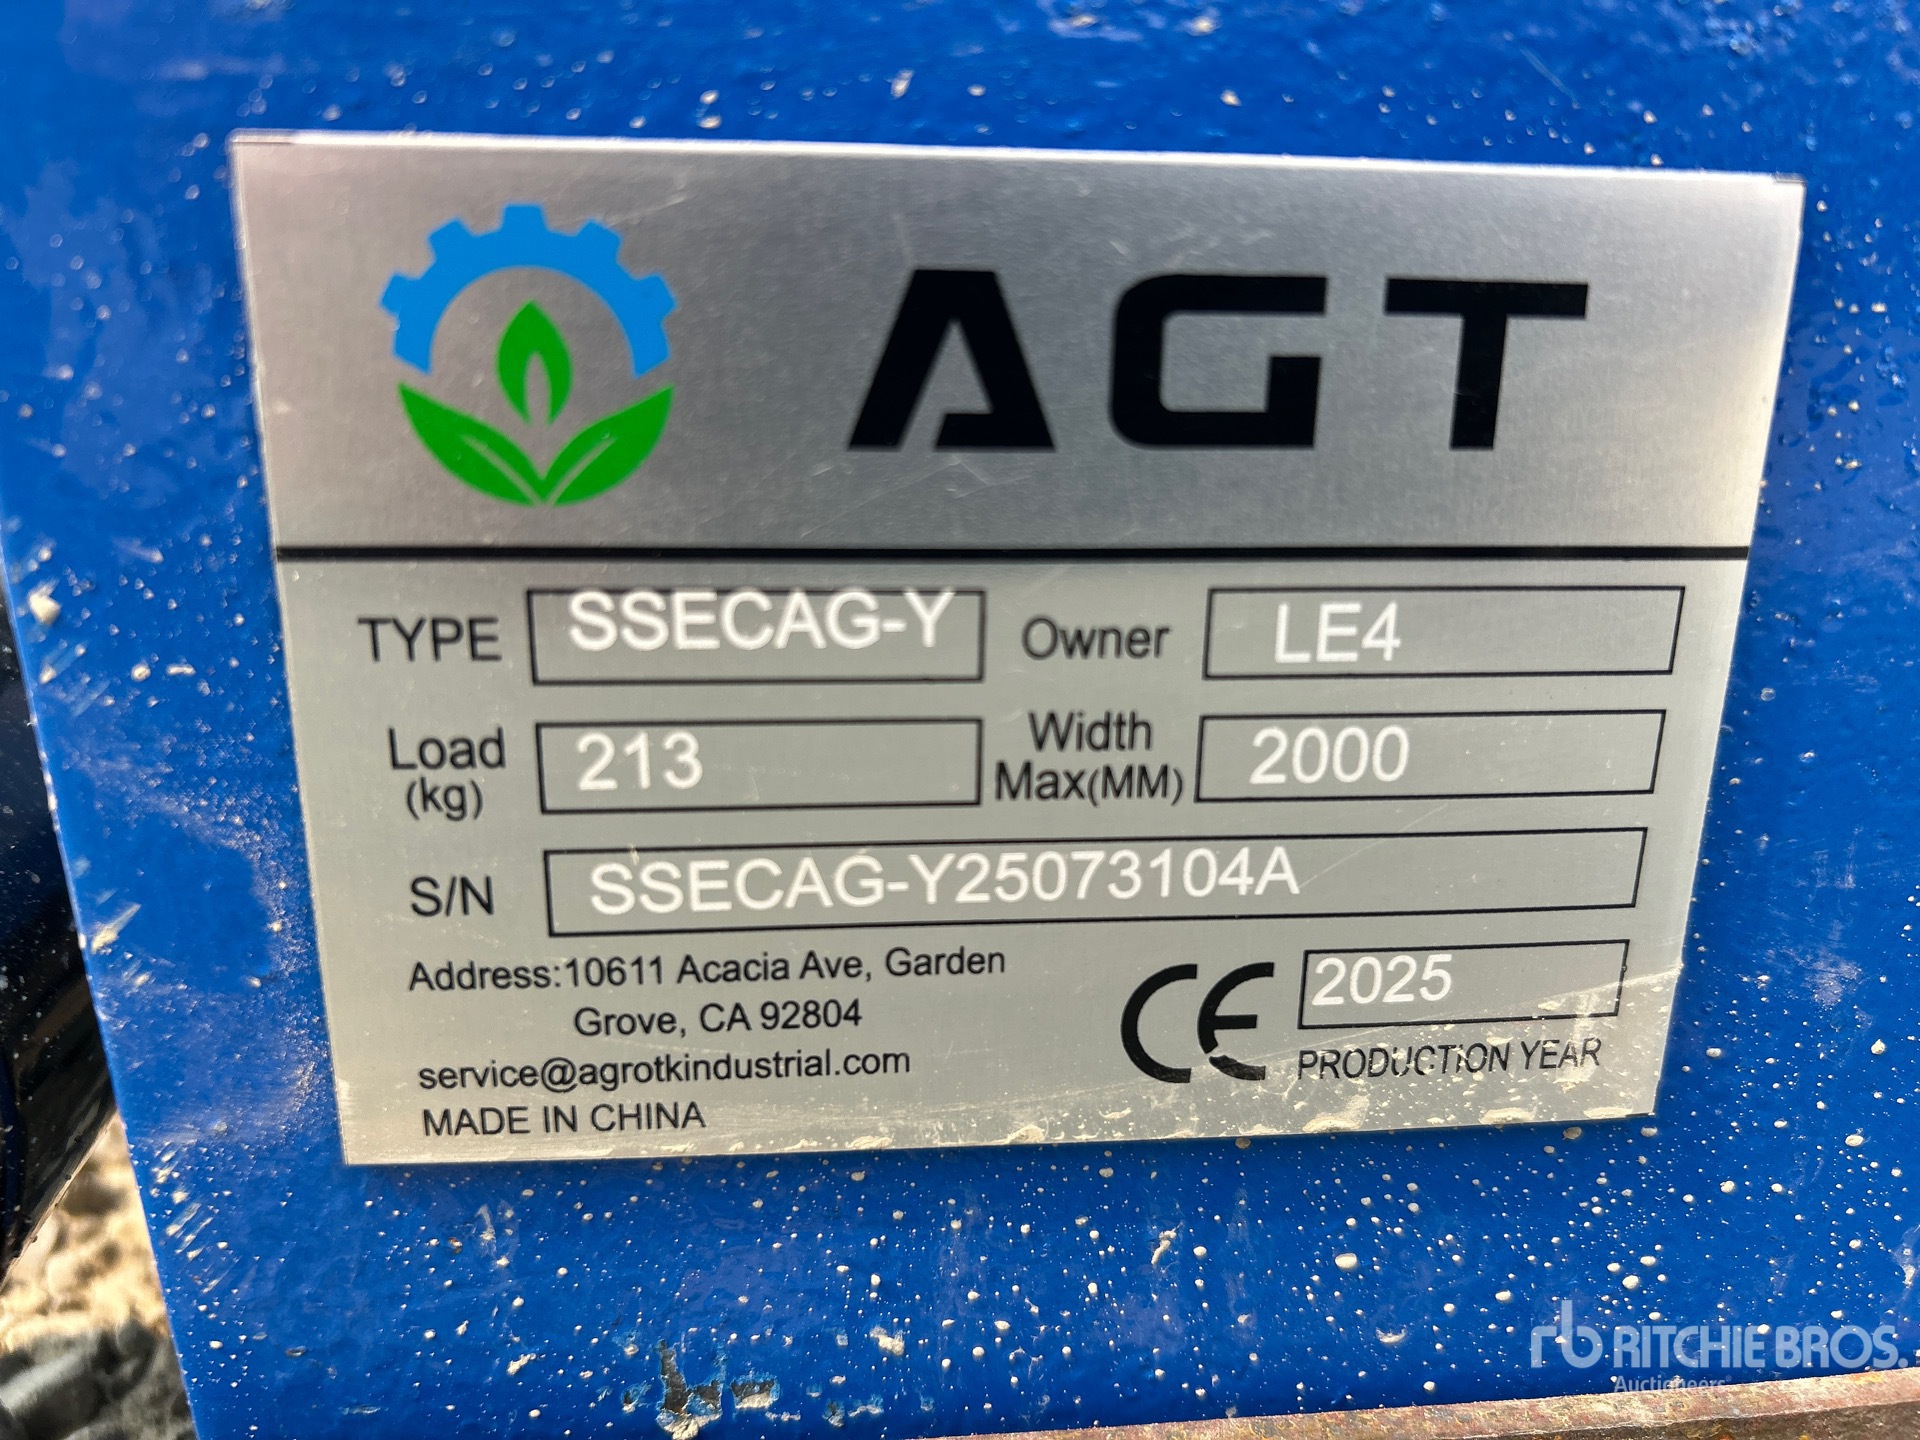 AGT
TYPE SSECAG-Y Owner LE4
Load (kg) 213 Width Max(MM) 2000
S/N SSECAG-Y25073104A
Address:10611 Acacia Ave, Garden
Grove, CA 92804
service@agrotkindustrial.com
MADE IN CHINA
CE 2025
PRODUCTION YEAR
rb RITCHIE BROS.
Auctioneers